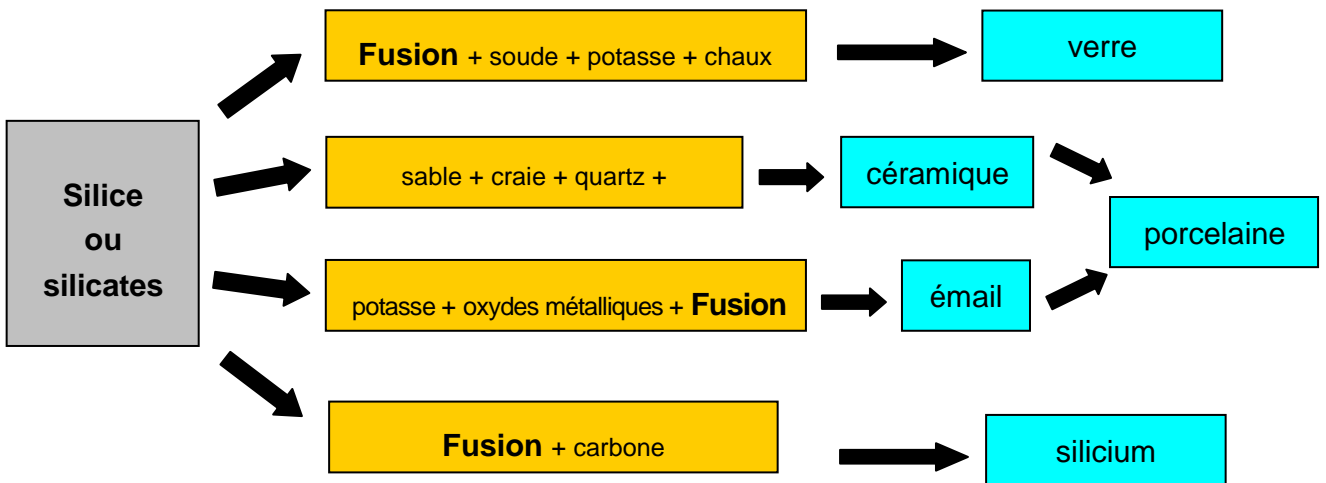 Fusion + soude + potasse + chaux
verre
Silice
ou
silicates
sable + craie + quartz +
céramique
porcelaine
potasse + oxydes métalliques + Fusion
émail
Fusion + carbone
silicium